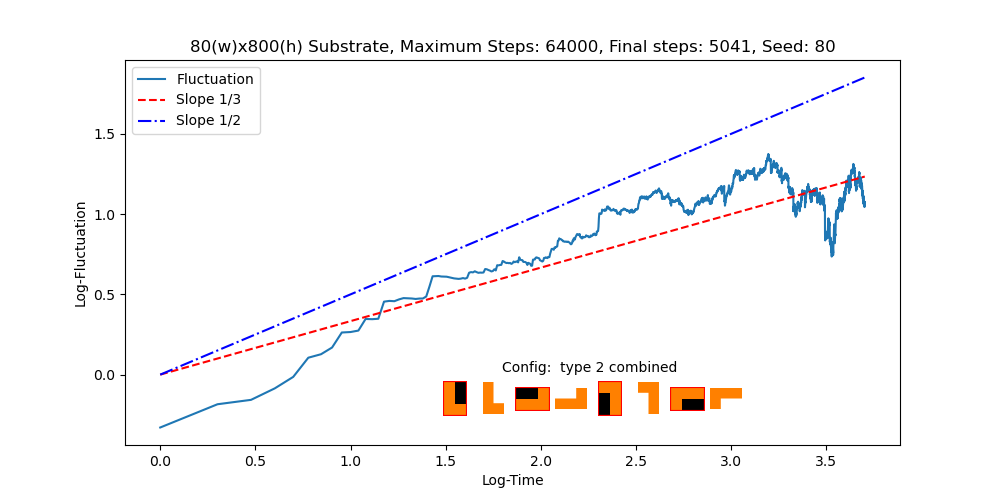 80(w)x800(h) Substrate, Maximum Steps: 64000, Final steps: 5041, Seed: 80
Fluctuation
Slope 1/3
Slope 1/2
Log-Fluctuation
1.5
1.0
0.5
0.0
Config:  type 2 combined
0.0 0.5 1.0 1.5 2.0 2.5 3.0 3.5
Log-Time